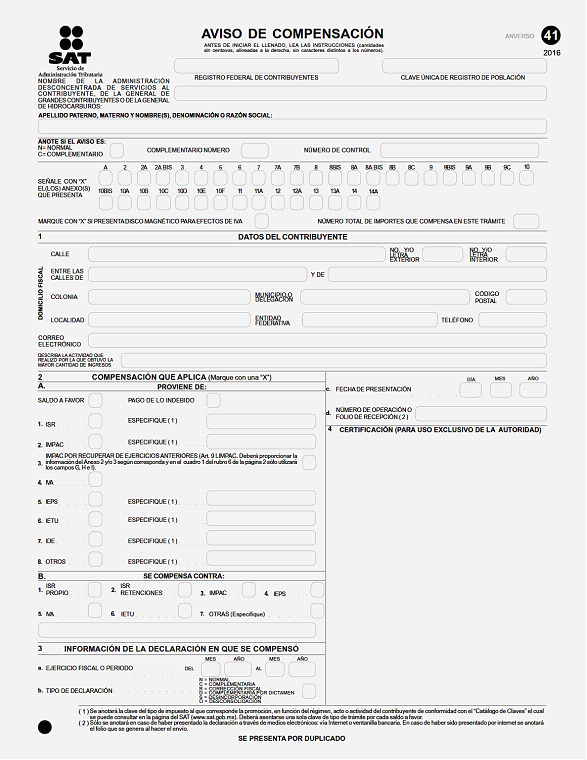 AVISO DE COMPENSACIÓN
ANTES DE INICIAR EL LLENADO, LEA LAS INSTRUCCIONES (cantidades
sin centavos, alineadas a la derecha, sin caracteres distintos a los números).
ANVERSO 41
2016
SAT
Servicio de
Administración Tributaria
REGISTRO FEDERAL DE CONTRIBUYENTES CLAVE ÚNICA DE REGISTRO DE POBLACIÓN
NOMBRE DE LA ADMINISTRACIÓN
DESCONCENTRADA DE SERVICIOS AL
CONTRIBUYENTE, DE LA GENERAL DE
GRANDES CONTRIBUYENTES O DE LA GENERAL
DE HIDROCARBUROS:
APELLIDO PATERNO, MATERNO Y NOMBRE(S), DENOMINACIÓN O RAZÓN SOCIAL:
ANOTE SI EL AVISO ES:
N= NORMAL
C= COMPLEMENTARIO
COMPLEMENTARIO NÚMERO
NÚMERO DE CONTROL
A 2 2A 2A BIS 3 4 5 6 7 7A 7B 8 8BIS 8A 8A BIS 8B 8C 9 9BIS 9A 9B 9C 10
SEÑALE CON "X"
EL(LOS) ANEXO(S)
QUE PRESENTA
10BIS 10A 10B 10C 10D 10E 10F 11 11A 12 12A 13 13A 14 14A
MARQUE CON "X" SI PRESENTA DISCO MAGNÉTICO PARA EFECTOS DE IVA
NÚMERO TOTAL DE IMPORTES QUE COMPENSA EN ESTE TRÁMITE
1 DATOS DEL CONTRIBUYENTE
DOMICILIO FISCAL
CALLE
NO. Y/O
LETRA
EXTERIOR
NO. Y/O
LETRA
INTERIOR
ENTRE LAS
CALLES DE
Y DE
COLONIA
MUNICIPIO O
DELEGACIÓN
CÓDIGO
POSTAL
LOCALIDAD
ENTIDAD
FEDERATIVA
TELÉFONO
CORREO
ELECTRÓNICO
DESCRIBA LA ACTIVIDAD QUE
REALIZÓ POR LA QUE OBTUVO LA
MAYOR CANTIDAD DE INGRESOS
2 COMPENSACIÓN QUE APLICA (Marque con una "X")
A. PROVIENE DE:
SALDO A FAVOR PAGO DE LO INDEBIDO
1. ISR ESPECIFIQUE ( 1 )
2. IMPAC ESPECIFIQUE ( 1 )
3. IMPAC POR RECUPERAR DE EJERCICIOS ANTERIORES (Art. 9 LIMPAC. Deberá proporcionar la
información del Anexo 2 y/o 3 según corresponda y en el cuadro 1 del rubro 6 de la página 2 sólo utilizará
los campos G, H e I).
4. IVA
5. IEPS ESPECIFIQUE ( 1 )
6. IETU ESPECIFIQUE ( 1 )
7. IDE ESPECIFIQUE ( 1 )
8. OTROS ESPECIFIQUE ( 1 )
B. SE COMPENSA CONTRA:
1. ISR
PROPIO
2. ISR
RETENCIONES
3. IMPAC
4. IEPS
5. IVA
6. IETU
7. OTRAS (Especifique)
3 INFORMACIÓN DE LA DECLARACIÓN EN QUE SE COMPENSÓ
MES AÑO MES AÑO
a. EJERCICIO FISCAL O PERIODO DEL AL
b. TIPO DE DECLARACIÓN
N = NORMAL
C = COMPLEMENTARIA
R = CORRECCIÓN FISCAL
D = COMPLEMENTARIA POR DICTAMEN
S = DESINCORPORACIÓN
O = DESCONSOLIDACIÓN
DÍA MES AÑO
c. FECHA DE PRESENTACIÓN
d. NÚMERO DE OPERACIÓN O
FOLIO DE RECEPCIÓN ( 2 )
4 CERTIFICACIÓN (PARA USO EXCLUSIVO DE LA AUTORIDAD)
( 1 ) Se anotará la clave del tipo de impuesto al que corresponde la promoción, en función del régimen, acto o actividad del contribuyente de conformidad con el "Catálogo de Claves" el cual
se puede consultar en la página del SAT (www.sat.gob.mx). Deberá asentarse una sola clave de tipo de trámite por cada saldo a favor.
( 2 ) Sólo se anotará en caso de haber presentado la declaración a través de medios electrónicos: vía Internet o ventanilla bancaria. En caso de haber sido presentado por internet se anotará
el folio que se genera al hacer el envío.
SE PRESENTA POR DUPLICADO